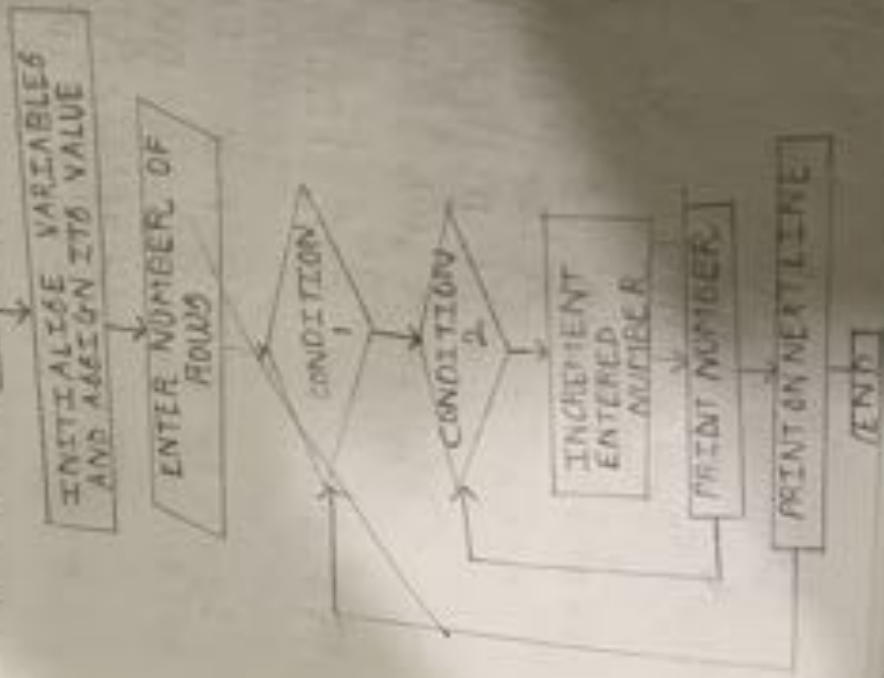 INITIALISE VARIABLES
AND ASSIGN ITS VALUE
ENTER NUMBER OF
ROWS
CONDITION
1
CONDITION
2
INCREMENT
ENTERED
NUMBER
PRINT NUMBER
PRINT ON NEXT LINE
END